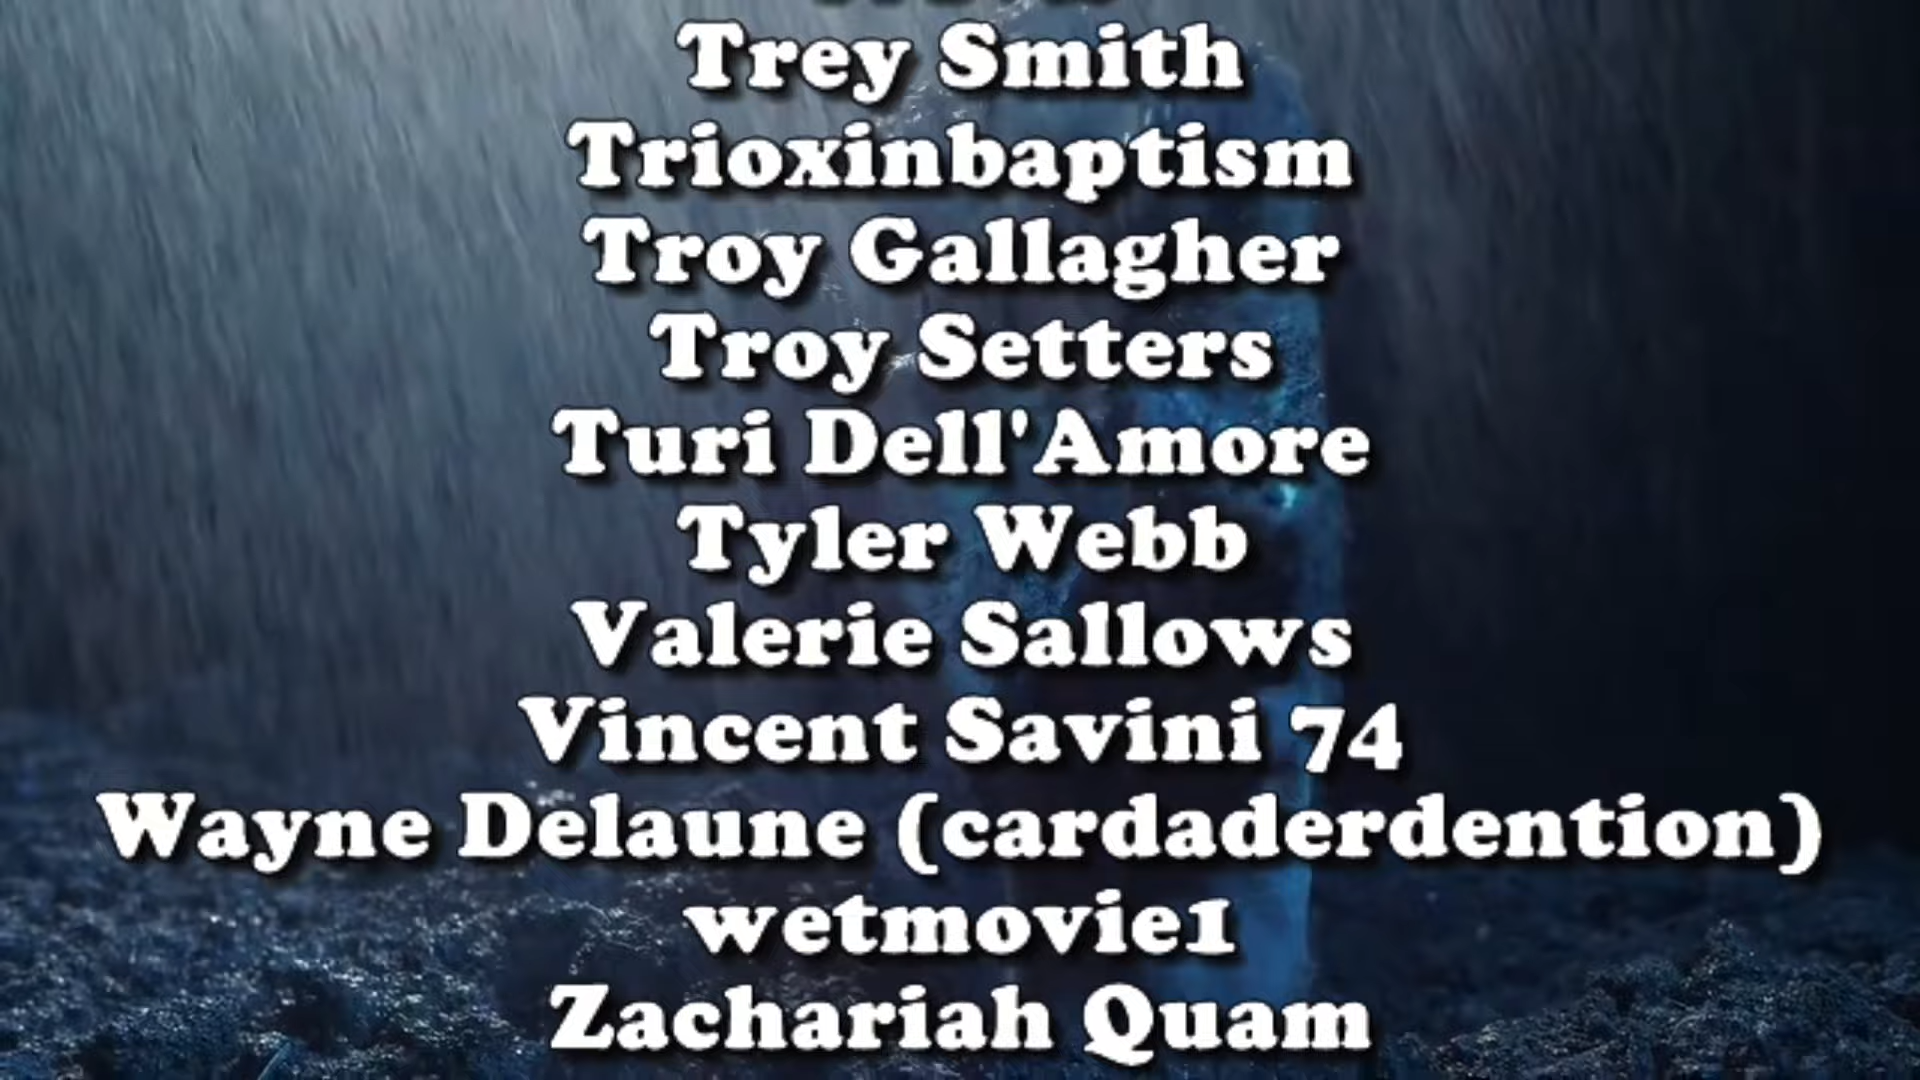 Trey Smith
Trioxinbaptism
Troy Gallagher
Troy Setters
Turi Dell'Amore
Tyler Webb
Valerie Sallows
Vincent Savini 74
Wayne Delaune (cardaderdention)
wetmovie1
Zachariah Quam